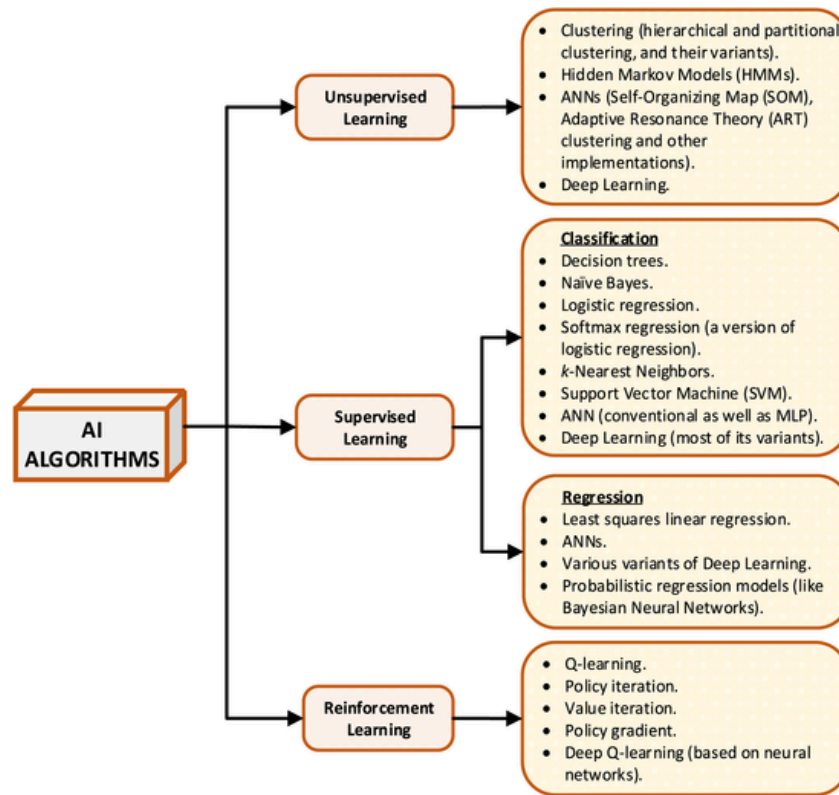 AI
ALGORITHMS
Unsupervised
Learning
• Clustering (hierarchical and partitional
clustering, and their variants).
• Hidden Markov Models (HMMs).
• ANNs (Self-Organizing Map (SOM),
Adaptive Resonance Theory (ART)
clustering and other
implementations).
• Deep Learning.
Supervised
Learning
Classification
• Decision trees.
• Naïve Bayes.
• Logistic regression.
• Softmax regression (a version of
logistic regression).
• k-Nearest Neighbors.
• Support Vector Machine (SVM).
• ANN (conventional as well as MLP).
• Deep Learning (most of its variants).
Regression
• Least squares linear regression.
• ANNs.
• Various variants of Deep Learning.
• Probabilistic regression models (like
Bayesian Neural Networks).
Reinforcement
Learning
• Q-learning.
• Policy iteration.
• Value iteration.
• Policy gradient.
• Deep Q-learning (based on neural
networks).